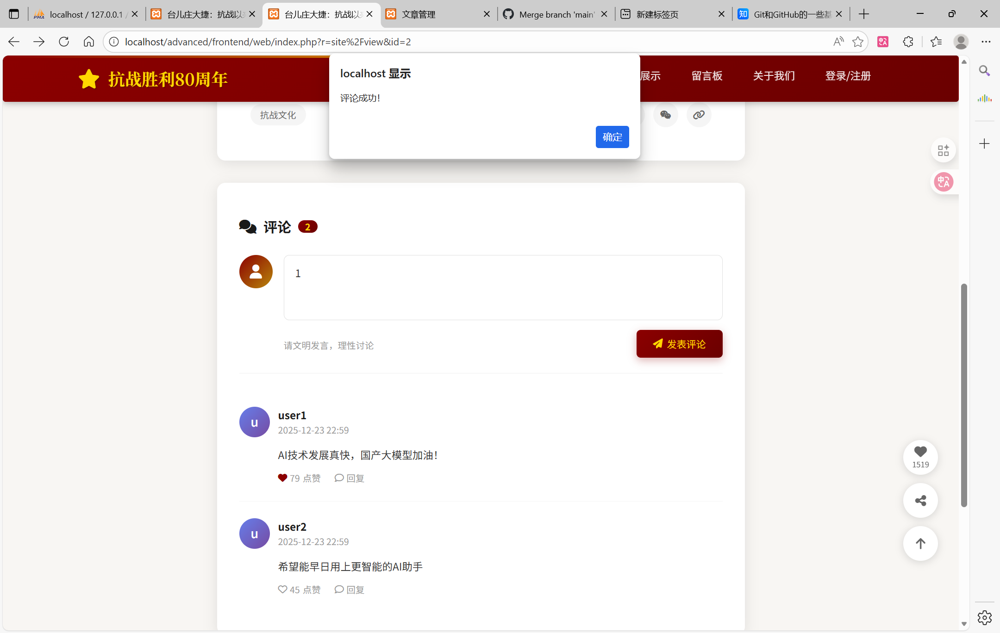 localhost / 127.0.0.1 /
台儿庄大捷：抗战以
台儿庄大捷：抗战以
文章管理
Merge branch 'main'
新建标签页
知
Git和GitHub的一些基
localhost/advanced/frontend/web/index.php?r=site%2Fview&id=2
抗战胜利80周年
展示
留言板
关于我们
登录/注册
localhost 显示
评论成功！
确定
抗战文化
评论 2
1
请文明发言，理性讨论
发表评论
u
user1
2025-12-23 22:59
AI技术发展真快，国产大模型加油！
79 点赞 回复
u
user2
2025-12-23 22:59
希望能早日用上更智能的AI助手
45 点赞 回复
1519